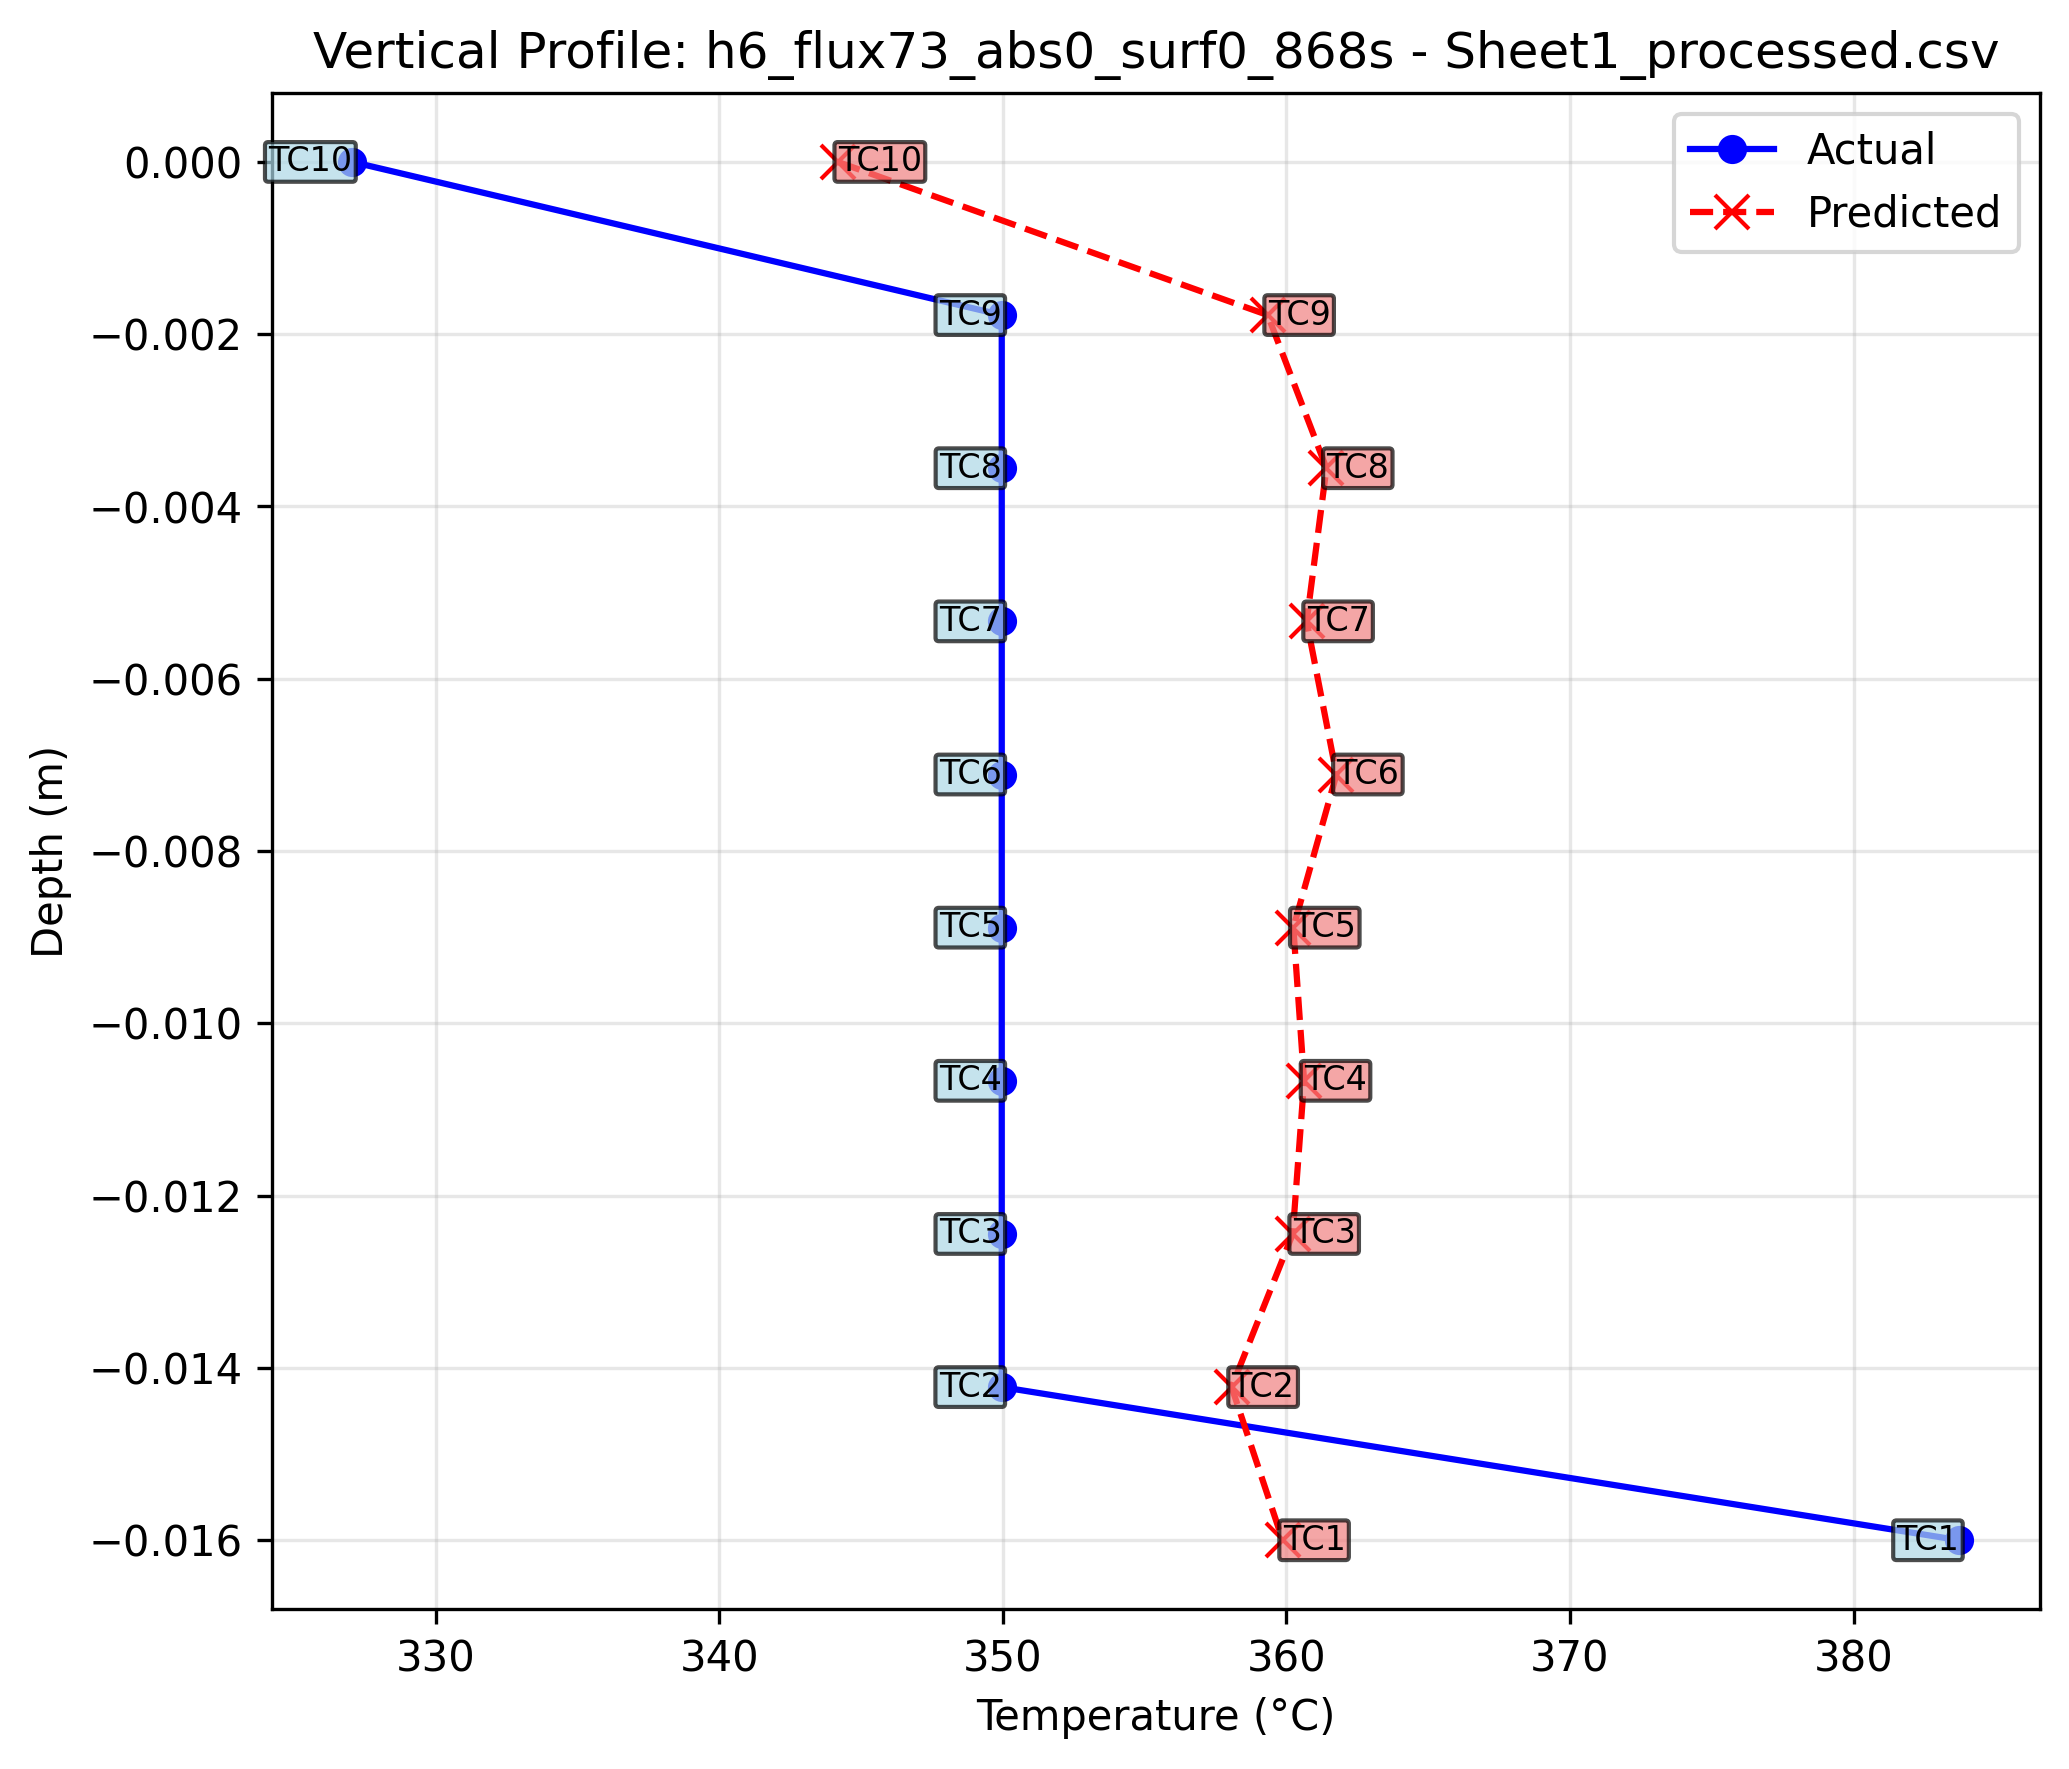 Vertical Profile: h6_flux73_abs0_surf0_868s - Sheet1_processed.csv
Actual
Predicted
0.000
−0.002
−0.004
−0.006
−0.008
−0.010
−0.012
−0.014
−0.016
Depth (m)
TC10 TC10
TC9 TC9
TC8 TC8
TC7 TC7
TC6 TC6
TC5 TC5
TC4 TC4
TC3 TC3
TC2 TC2
TC1 TC1
330 340 350 360 370 380
Temperature (°C)